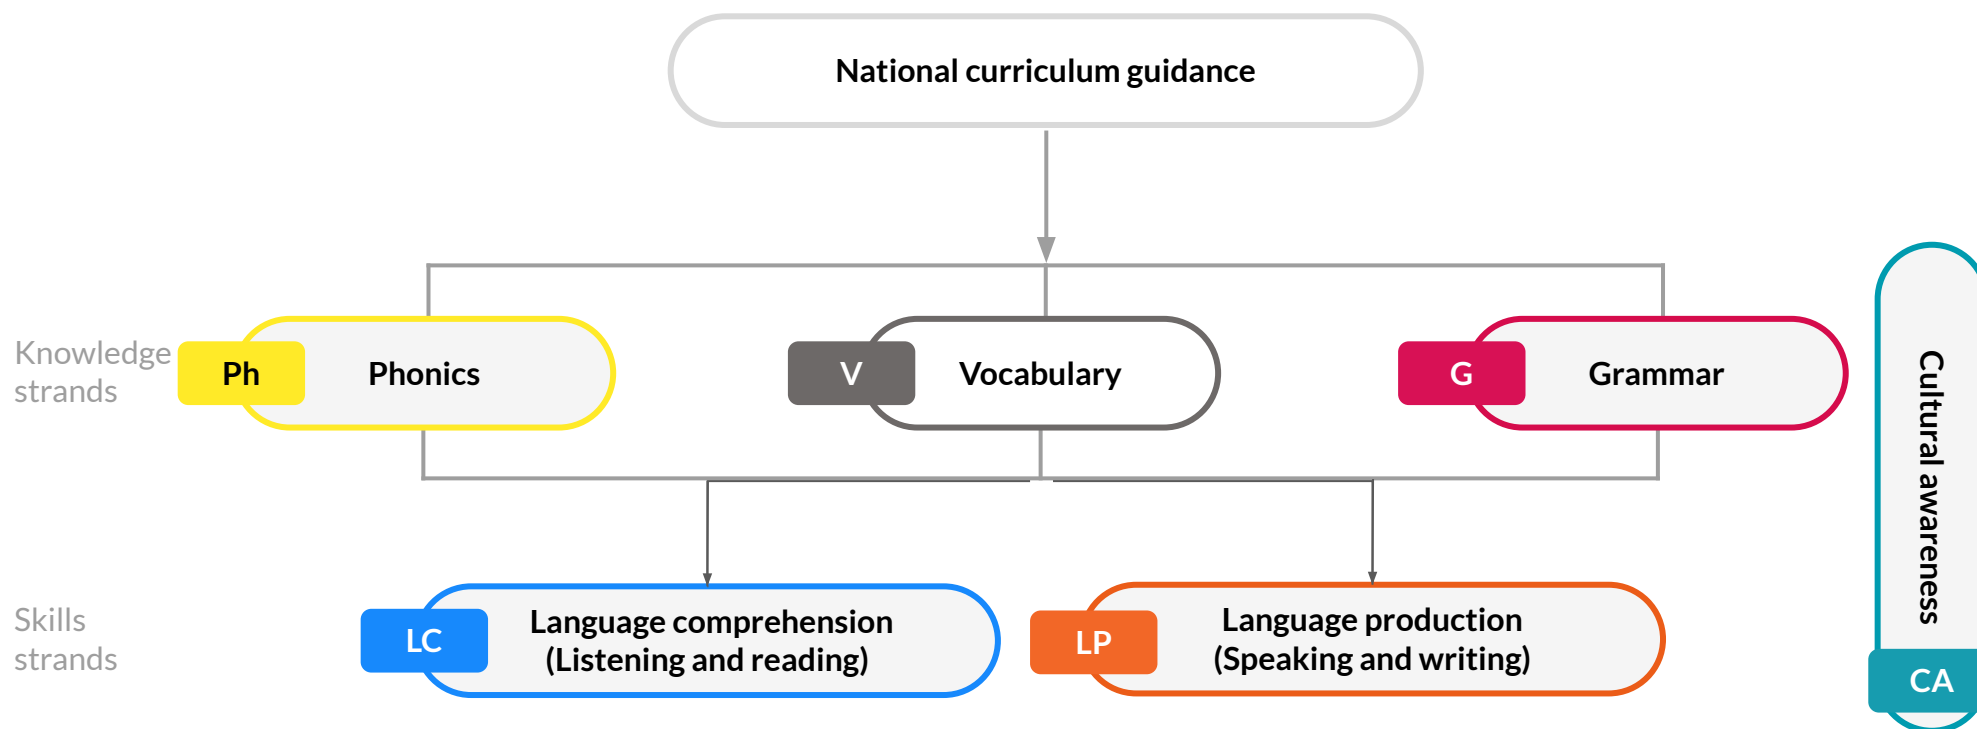 National curriculum guidance
Knowledge
strands
Ph
Phonics
V
Vocabulary
G
Grammar
Cultural awareness
CA
Skills
strands
LC
Language comprehension
(Listening and reading)
LP
Language production
(Speaking and writing)